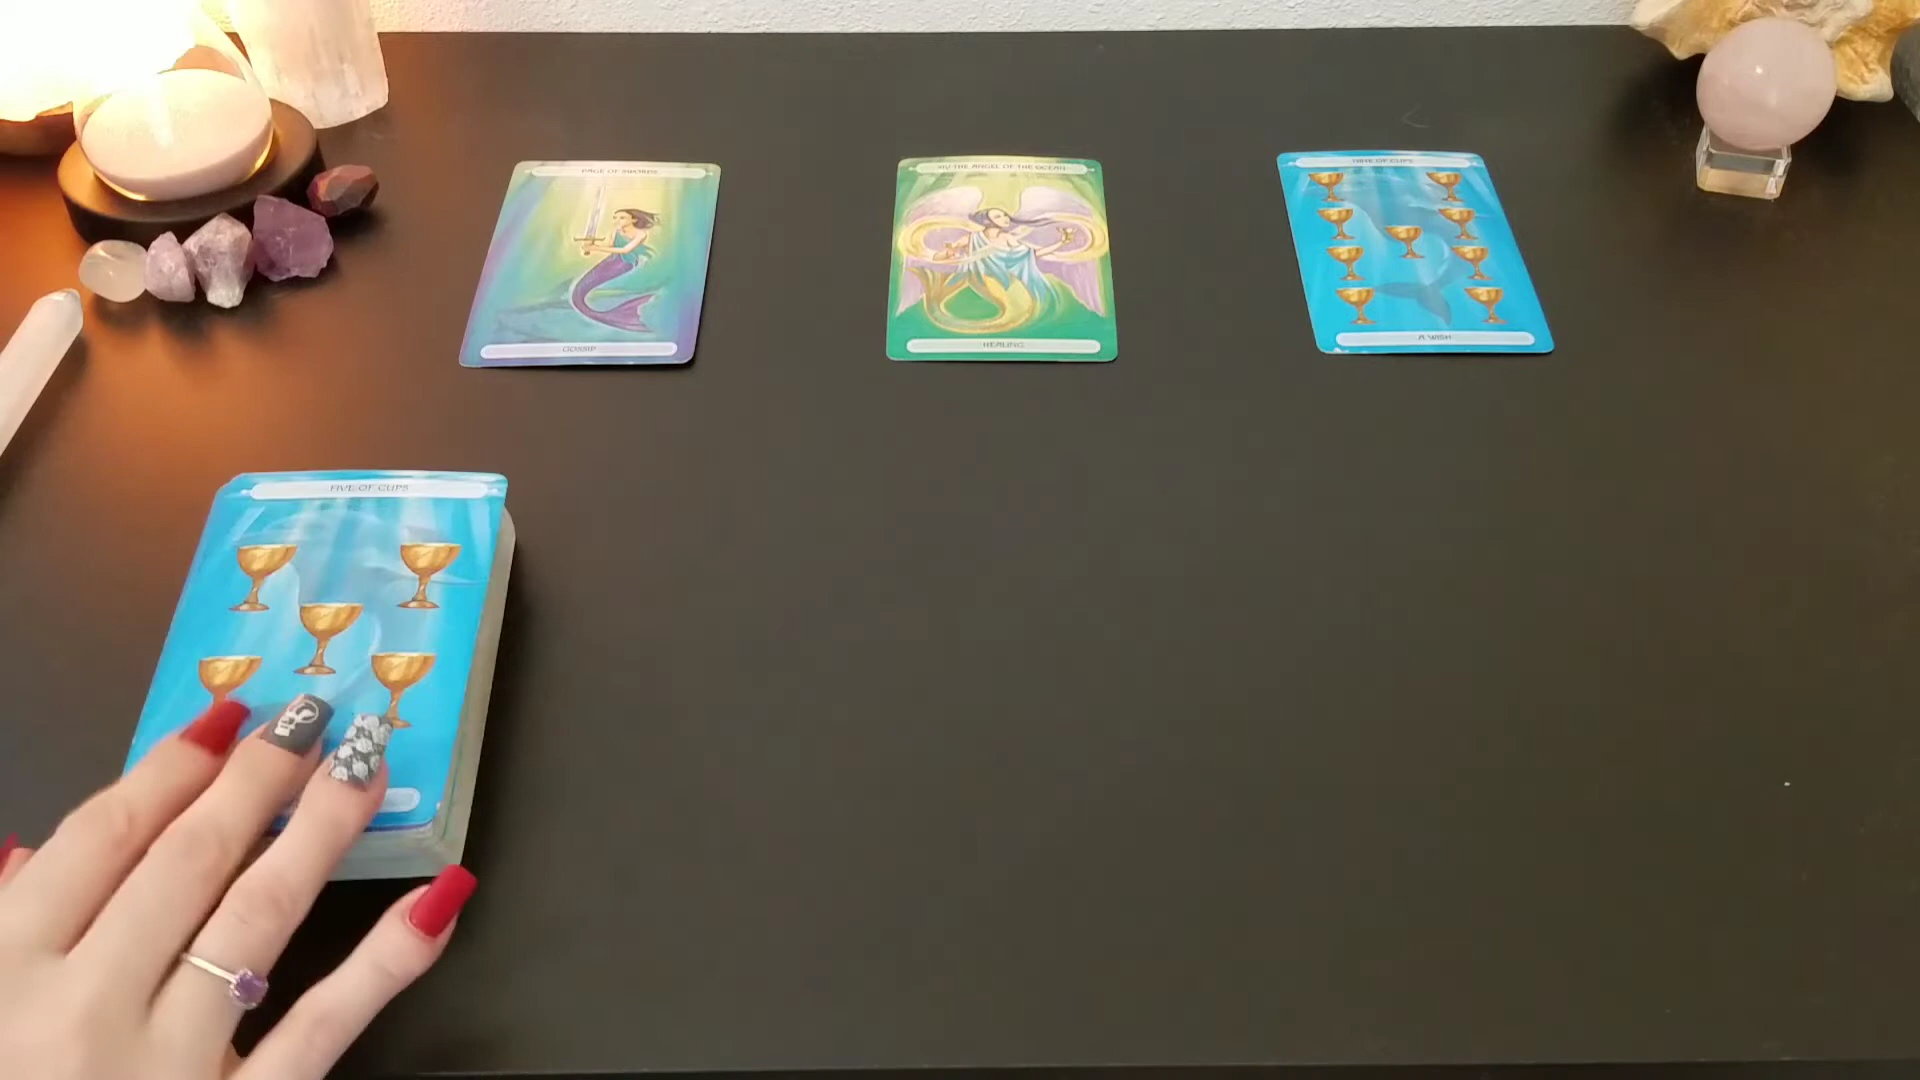 PAGE OF SWORDS
GOSSIP
XIV THE ANGEL OF THE OCEAN
HEALING
NINE OF CUPS
A WISH
FIVE OF CUPS